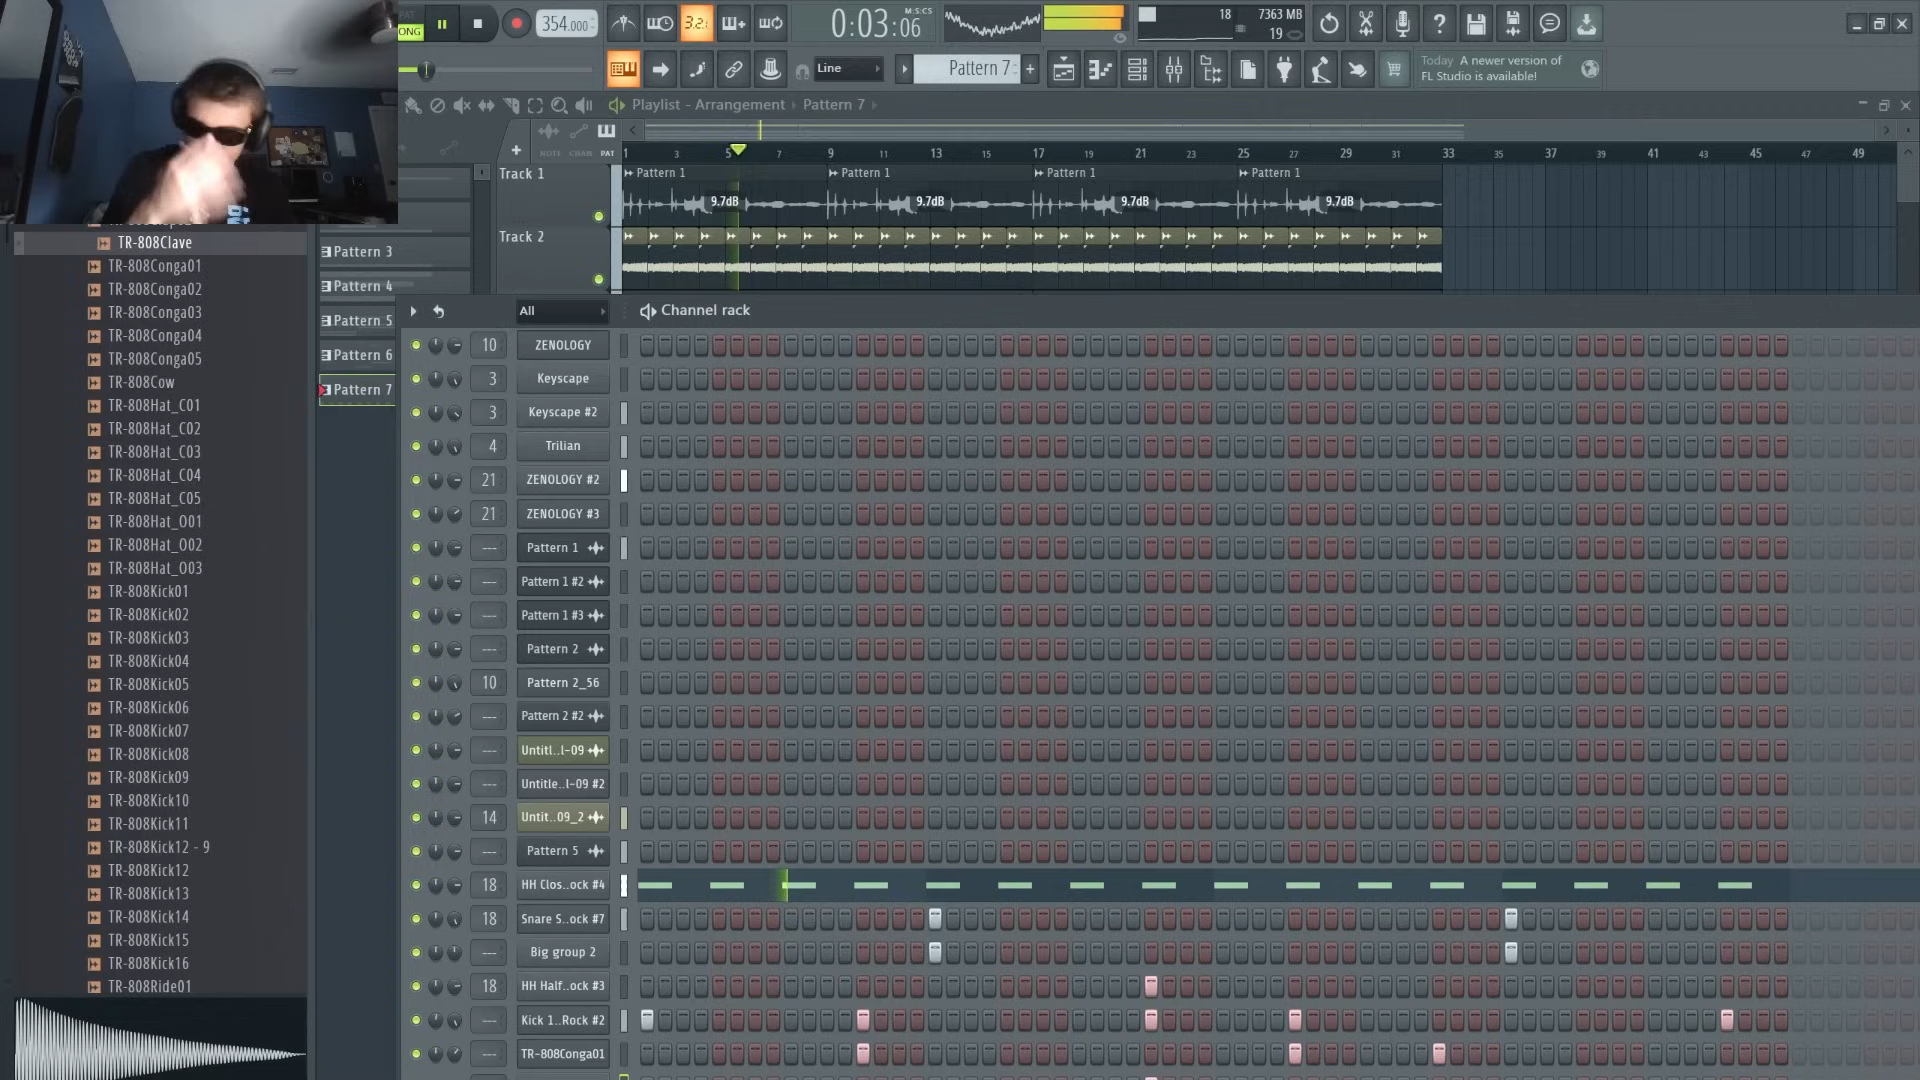 PAT
ONG
354.000
3.2.
0:03:06
M:S:CS
18
7363 MB
19
Line
Pattern 7
+
Today A newer version of
FL Studio is available!
Playlist - Arrangement › Pattern 7 ›
NOTE CHAN PAT
1 3 5 7 9 11 13 15 17 19 21 23 25 27 29 31 33 35 37 39 41 43 45 47 49
Track 1
Pattern 1 Pattern 1 Pattern 1 Pattern 1
9.7dB 9.7dB 9.7dB 9.7dB
Track 2
TR-808Clave
TR-808Conga01
TR-808Conga02
TR-808Conga03
TR-808Conga04
TR-808Conga05
TR-808Cow
TR-808Hat_C01
TR-808Hat_C02
TR-808Hat_C03
TR-808Hat_C04
TR-808Hat_C05
TR-808Hat_O01
TR-808Hat_O02
TR-808Hat_O03
TR-808Kick01
TR-808Kick02
TR-808Kick03
TR-808Kick04
TR-808Kick05
TR-808Kick06
TR-808Kick07
TR-808Kick08
TR-808Kick09
TR-808Kick10
TR-808Kick11
TR-808Kick12 - 9
TR-808Kick12
TR-808Kick13
TR-808Kick14
TR-808Kick15
TR-808Kick16
TR-808Ride01
Pattern 3
Pattern 4
Pattern 5
Pattern 6
Pattern 7
All
Channel rack
10 ZENOLOGY
3 Keyscape
3 Keyscape #2
4 Trilian
21 ZENOLOGY #2
21 ZENOLOGY #3
--- Pattern 1
--- Pattern 1 #2
--- Pattern 1 #3
--- Pattern 2
10 Pattern 2_56
--- Pattern 2 #2
--- Untitl..l-09
--- Untitle..l-09 #2
14 Untit..09_2
--- Pattern 5
18 HH Clos..ock #4
18 Snare S..ock #7
--- Big group 2
18 HH Half..ock #3
--- Kick 1..Rock #2
--- TR-808Conga01